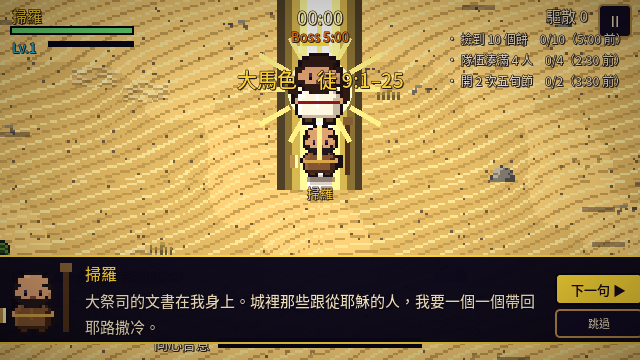 掃羅
Lv.1
00:00
Boss 5:00
驅散 0
大馬色 徒 9:1–25
· 撿到 10 個餅 0/10（5:00 前）
· 隊伍湊滿 4 人 0/4（2:30 前）
· 開 2 次五旬節 0/2（3:30 前）
掃羅
掃羅
大祭司的文書在我身上。城裡那些跟從耶穌的人，我要一個一個帶回
耶路撒冷。
下一句 ▶
跳過